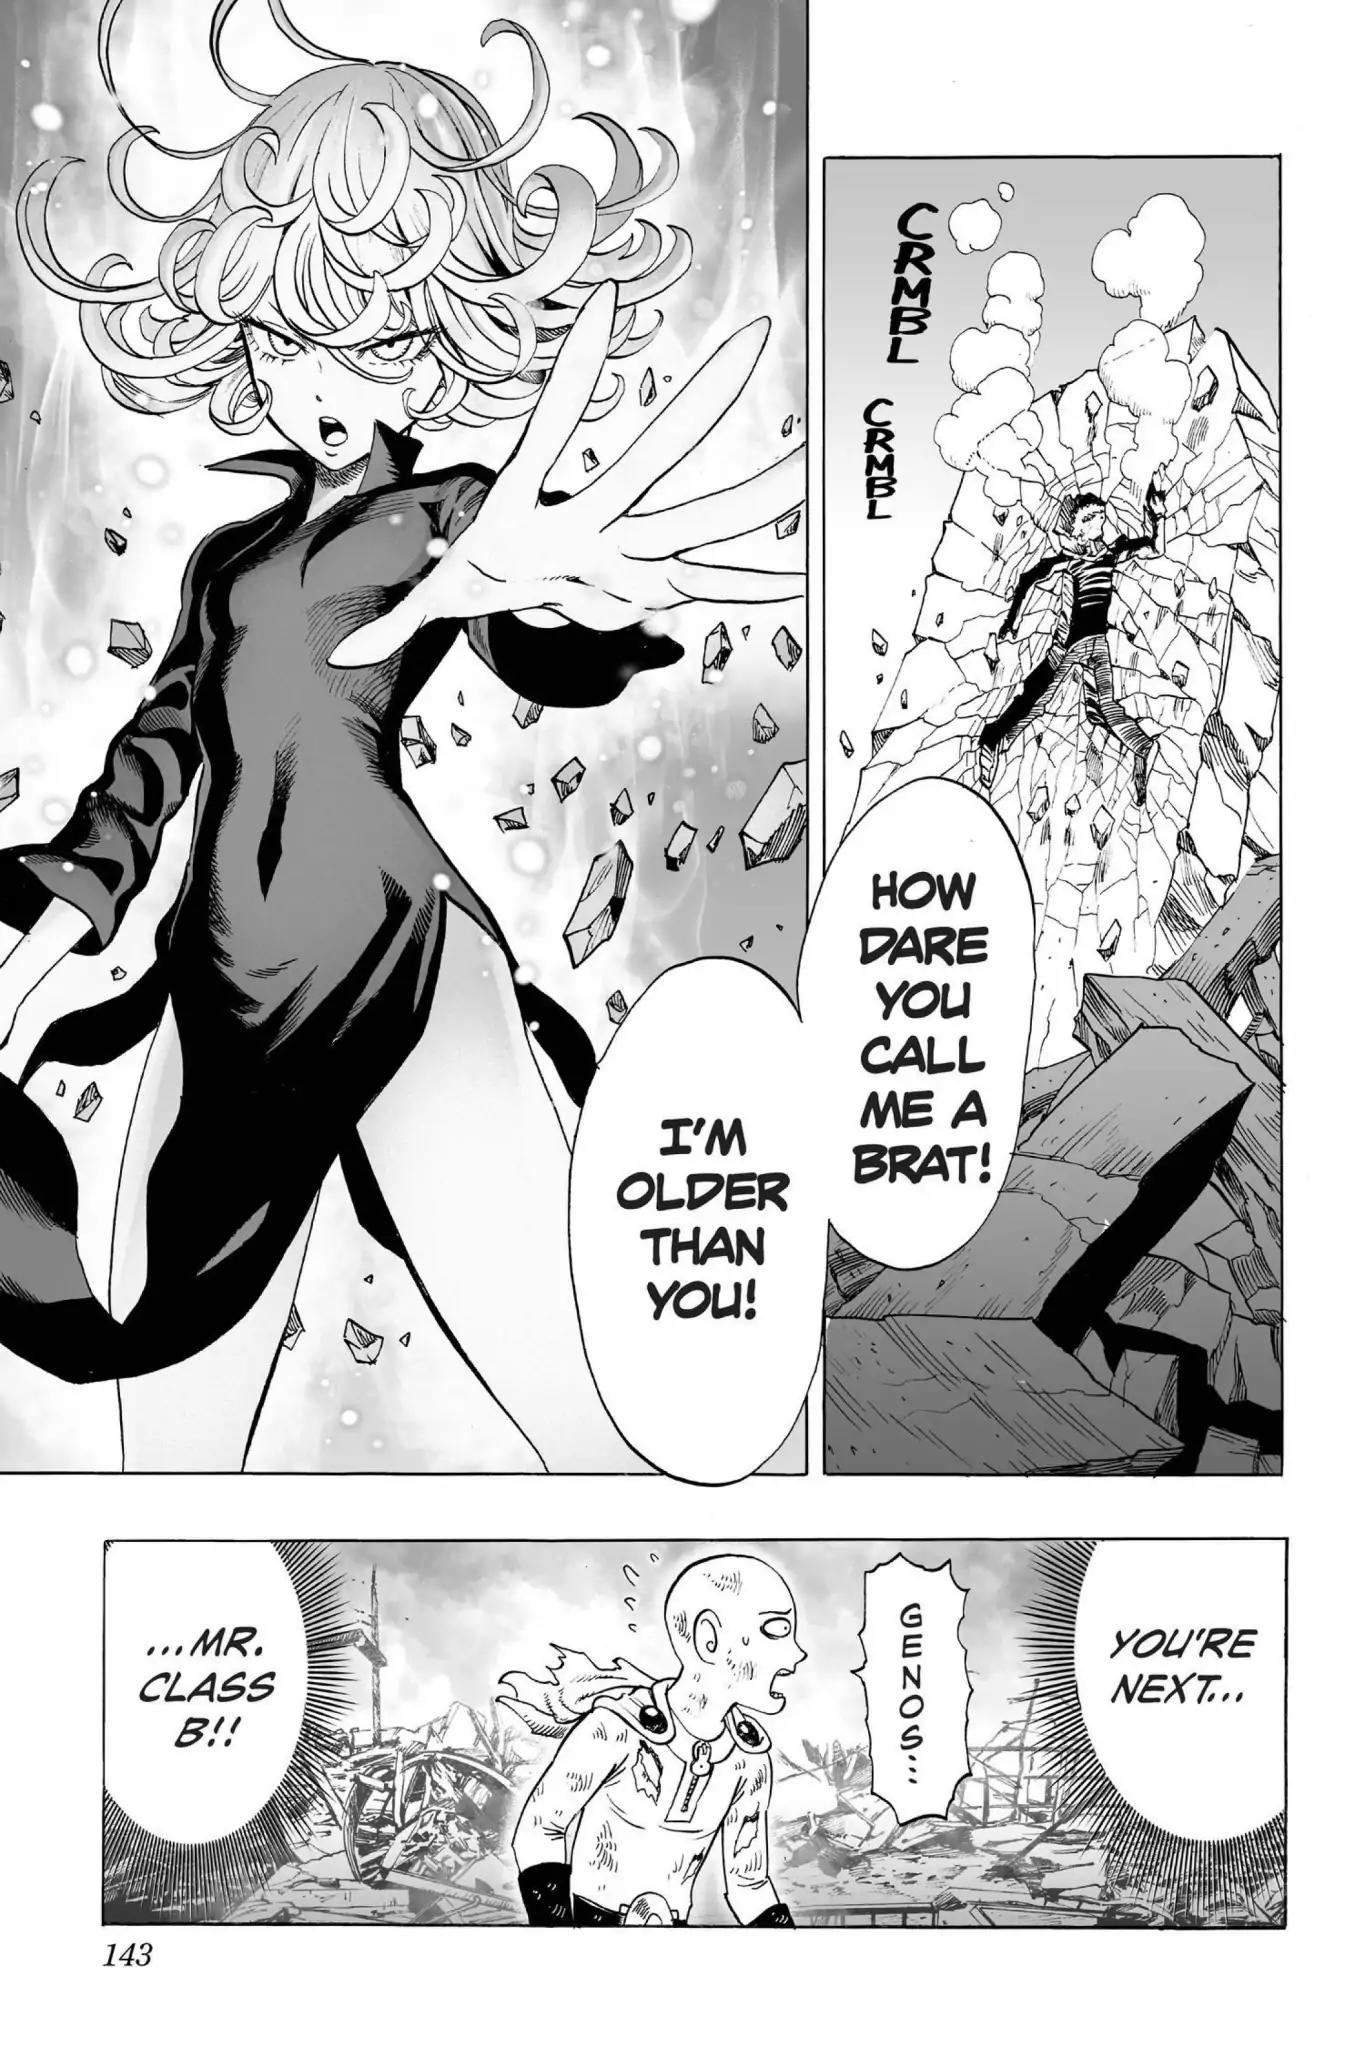 CRMBL
CRMBL
HOW
DARE
YOU
CALL
ME A
BRAT!
I'M
OLDER
THAN
YOU!
YOU'RE
NEXT...
GENOS...
...MR.
CLASS
B!!
143